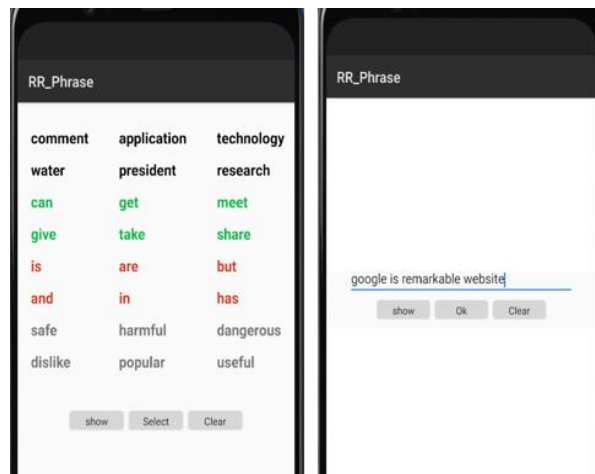 RR_Phrase
comment application technology
water president research
can get meet
give take share
is are but
and in has
safe harmful dangerous
dislike popular useful
show Select Clear
RR_Phrase
google is remarkable website
show Ok Clear